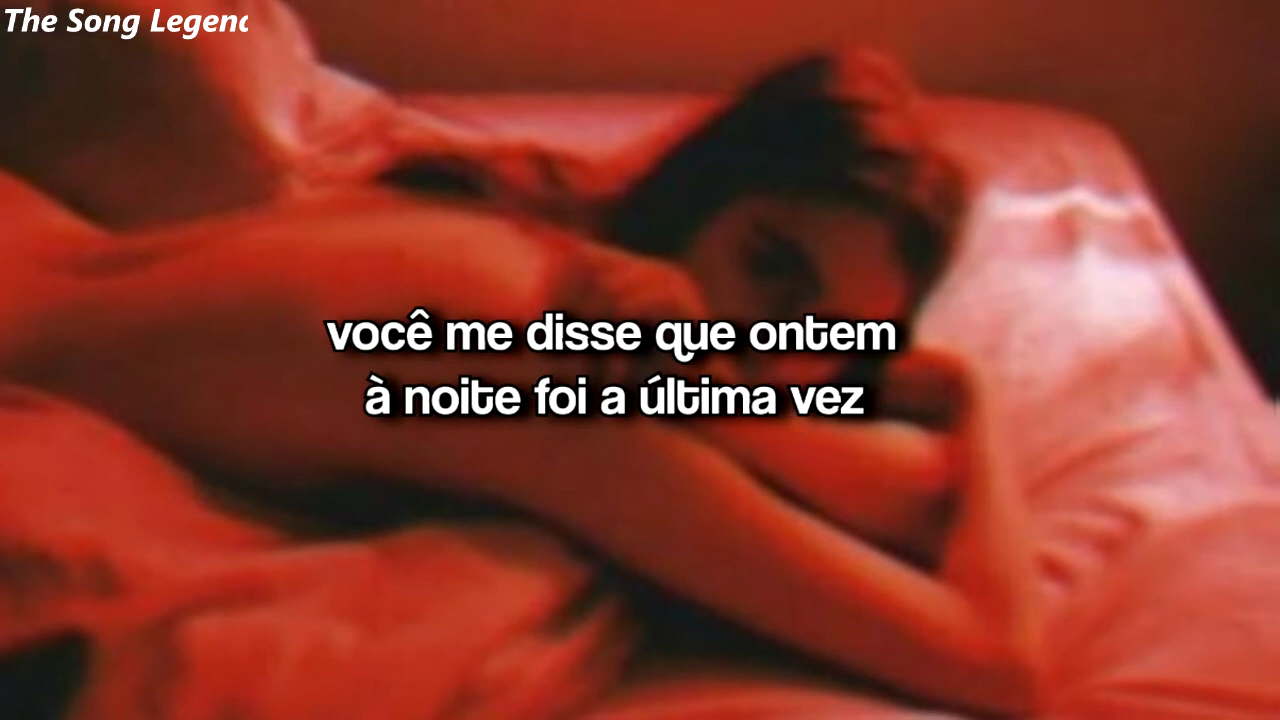 The Song Legend
você me disse que ontem
à noite foi a última vez